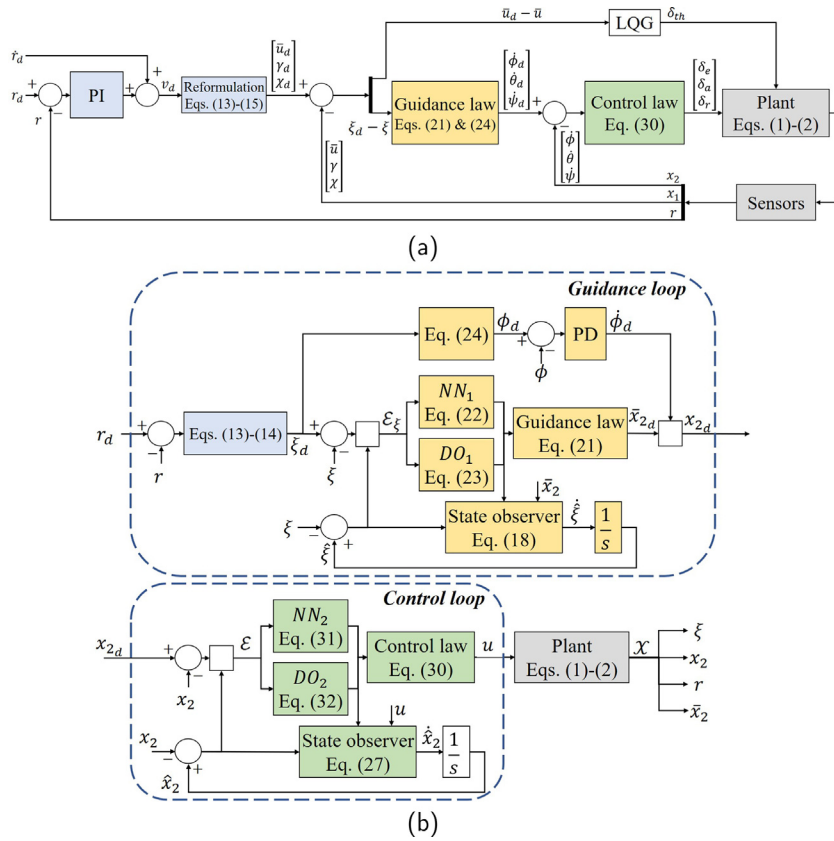 ū_d − ū
LQG
δ_th
ṙ_d
+
+
r_d
+
−
r
PI
+
v_d
Reformulation
Eqs. (13)-(15)
[ū_d
γ_d
χ_d]
+
−
ξ_d − ξ
Guidance law
Eqs. (21) & (24)
[ϕ̇_d
θ̇_d
ψ̇_d]
+
−
Control law
Eq. (30)
[δ_e
δ_a
δ_r]
Plant
Eqs. (1)-(2)
[ū
γ
χ]
[ϕ̇
θ̇
ψ̇]
x_2
x_1
r
Sensors
(a)
Guidance loop
Eq. (24)
ϕ_d
+
−
ϕ
PD
ϕ̇_d
r_d
+
−
r
Eqs. (13)-(14)
ξ_d
+
−
ξ
ℰ_ξ
NN_1
Eq. (22)
DO_1
Eq. (23)
Guidance law
Eq. (21)
x̄_2_d
x_2_d
x̄_2
ξ
−
+
ξ̂
State observer
Eq. (18)
ξ̂̇
1/s
Control loop
x_2_d
+
−
x_2
ℰ
NN_2
Eq. (31)
DO_2
Eq. (32)
Control law
Eq. (30)
u
Plant
Eqs. (1)-(2)
χ
ξ
x_2
r
x̄_2
u
x_2
−
+
x̂_2
State observer
Eq. (27)
x̂̇_2
1/s
(b)